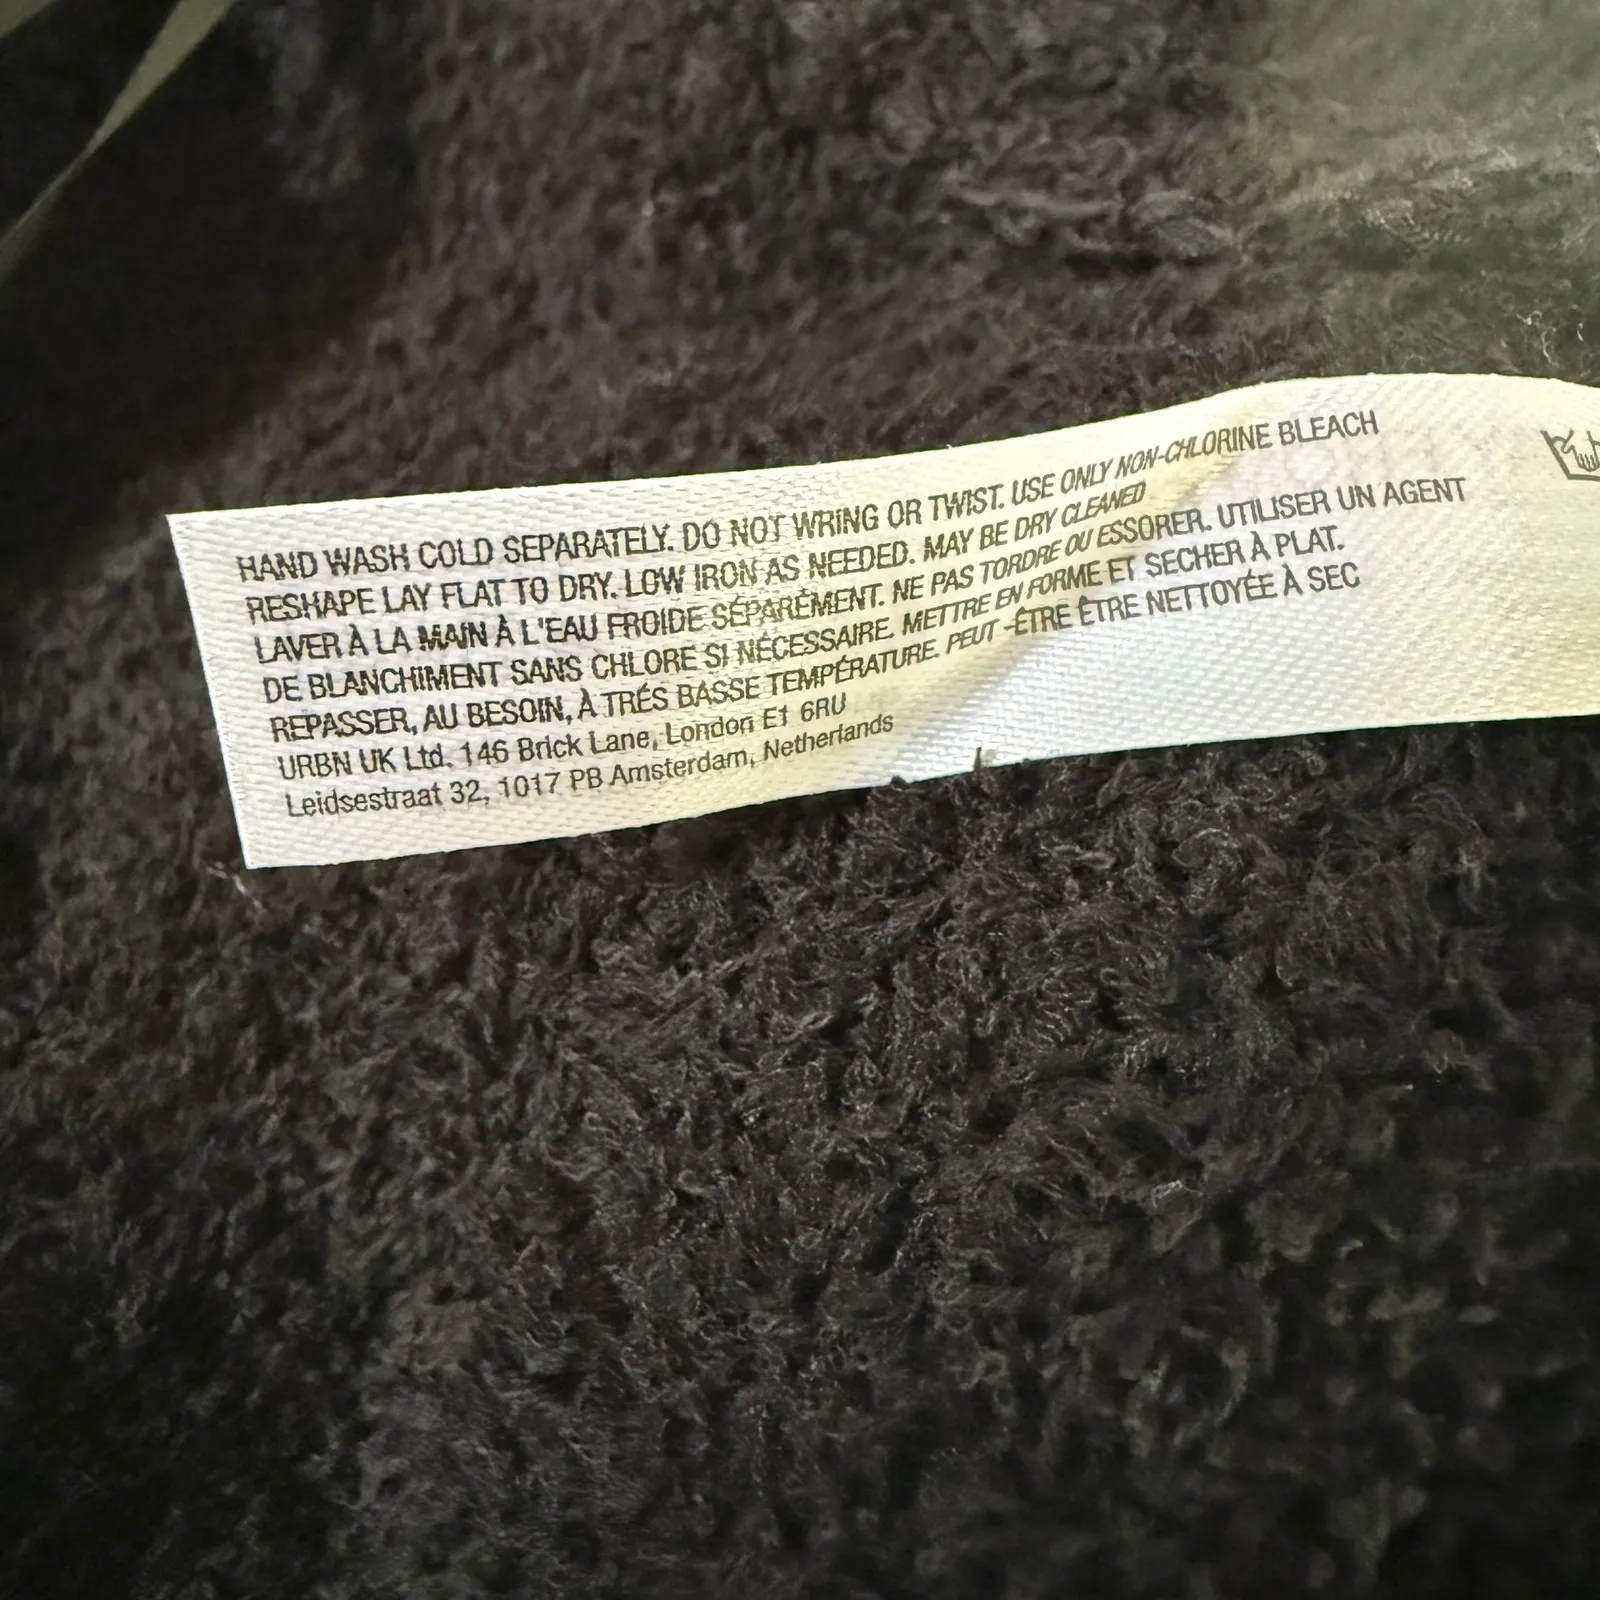 HAND WASH COLD SEPARATELY. DO NOT WRING OR TWIST. USE ONLY NON-CHLORINE BLEACH
RESHAPE LAY FLAT TO DRY. LOW IRON AS NEEDED. MAY BE DRY CLEANED
LAVER À LA MAIN À L'EAU FROIDE SÉPARÉMENT. NE PAS TORDRE OU ESSORER. UTILISER UN AGENT
DE BLANCHIMENT SANS CHLORE SI NÉCESSAIRE. METTRE EN FORME ET SECHER À PLAT.
REPASSER, AU BESOIN, À TRÉS BASSE TEMPÉRATURE. PEUT -ÊTRE ÊTRE NETTOYÉE À SEC
URBN UK Ltd. 146 Brick Lane, London E1 6RU
Leidsestraat 32, 1017 PB Amsterdam, Netherlands